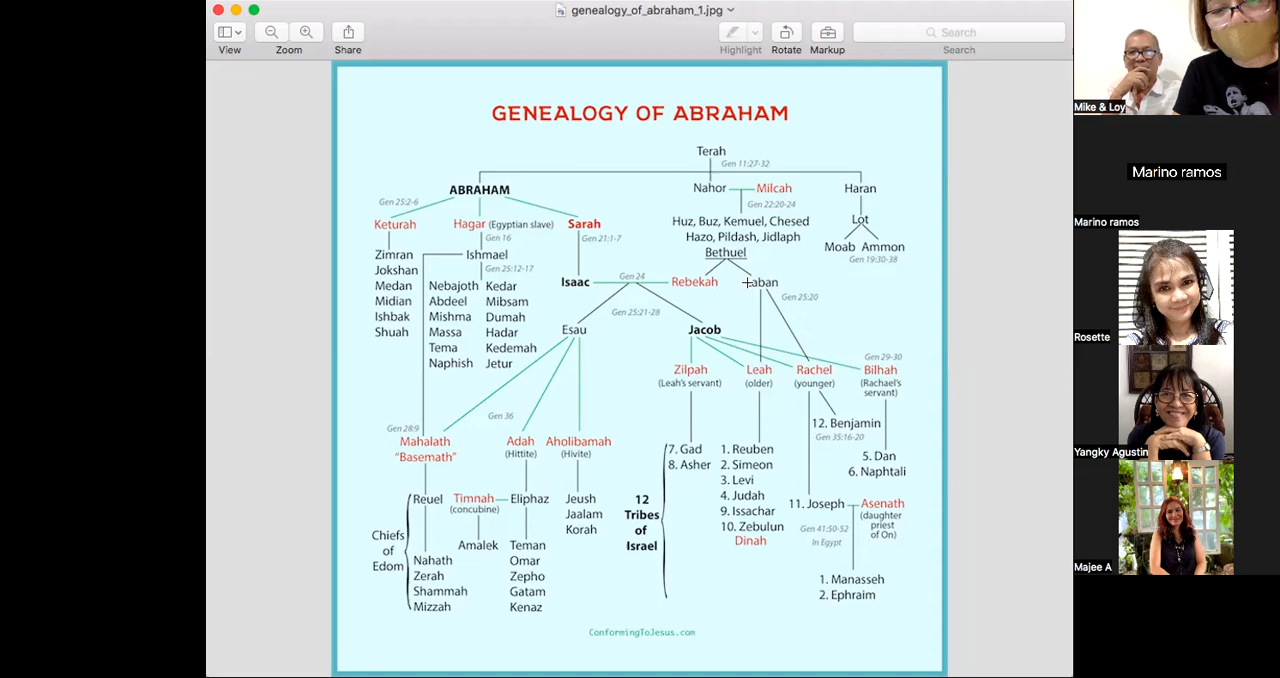 genealogy_of_abraham_1.jpg
View
Zoom
Share
Highlight
Rotate
Markup
Search
Search
GENEALOGY OF ABRAHAM
Terah
Gen 11:27-32
ABRAHAM
Nahor
Milcah
Haran
Gen 25:2-6
Gen 22:20-24
Keturah
Hagar (Egyptian slave)
Sarah
Huz, Buz, Kemuel, Chesed
Lot
Gen 16
Gen 21:1-7
Hazo, Pildash, Jidlaph
Moab Ammon
Zimran
Ishmael
Bethuel
Gen 19:30-38
Jokshan
Gen 25:12-17
Gen 24
Medan
Nebajoth
Kedar
Isaac
Rebekah
Laban
Midian
Abdeel
Mibsam
Gen 25:20
Ishbak
Mishma
Dumah
Gen 25:21-28
Shuah
Massa
Hadar
Esau
Jacob
Tema
Kedemah
Gen 29-30
Naphish
Jetur
Zilpah
Leah
Rachel
Bilhah
(Leah's servant)
(older)
(younger)
(Rachael's
servant)
Gen 36
12. Benjamin
Gen 28:9
Gen 35:16-20
Mahalath
Adah
Aholibamah
"Basemath"
(Hittite)
(Hivite)
7. Gad
1. Reuben
5. Dan
8. Asher
2. Simeon
6. Naphtali
3. Levi
Reuel
Timnah
Eliphaz
Jeush
12
4. Judah
11. Joseph
Asenath
(concubine)
Jaalam
Tribes
9. Issachar
(daughter
priest
of On)
Korah
of
10. Zebulun
Gen 41:50-52
In Egypt
Chiefs
of
Edom
Amalek
Teman
Israel
Dinah
Nahath
Omar
Zerah
Zepho
1. Manasseh
Shammah
Gatam
2. Ephraim
Mizzah
Kenaz
ConformingToJesus.com
Mike & Loy
Marino ramos
Marino ramos
Rosette
Yangky Agustin
Majee A